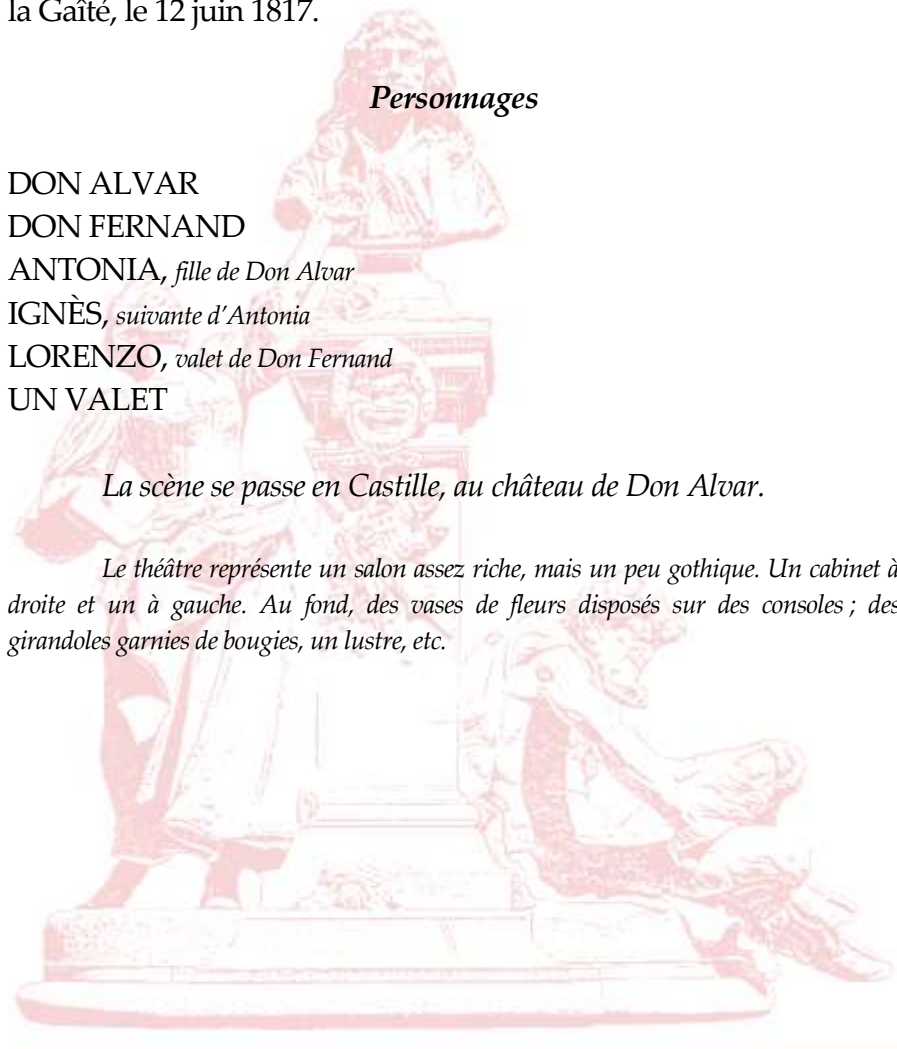 la Gaîté, le 12 juin 1817.
Personnages
DON ALVAR
DON FERNAND
ANTONIA, fille de Don Alvar
IGNÈS, suivante d’Antonia
LORENZO, valet de Don Fernand
UN VALET
La scène se passe en Castille, au château de Don Alvar.
Le théâtre représente un salon assez riche, mais un peu gothique. Un cabinet à
droite et un à gauche. Au fond, des vases de fleurs disposés sur des consoles ; des
girandoles garnies de bougies, un lustre, etc.